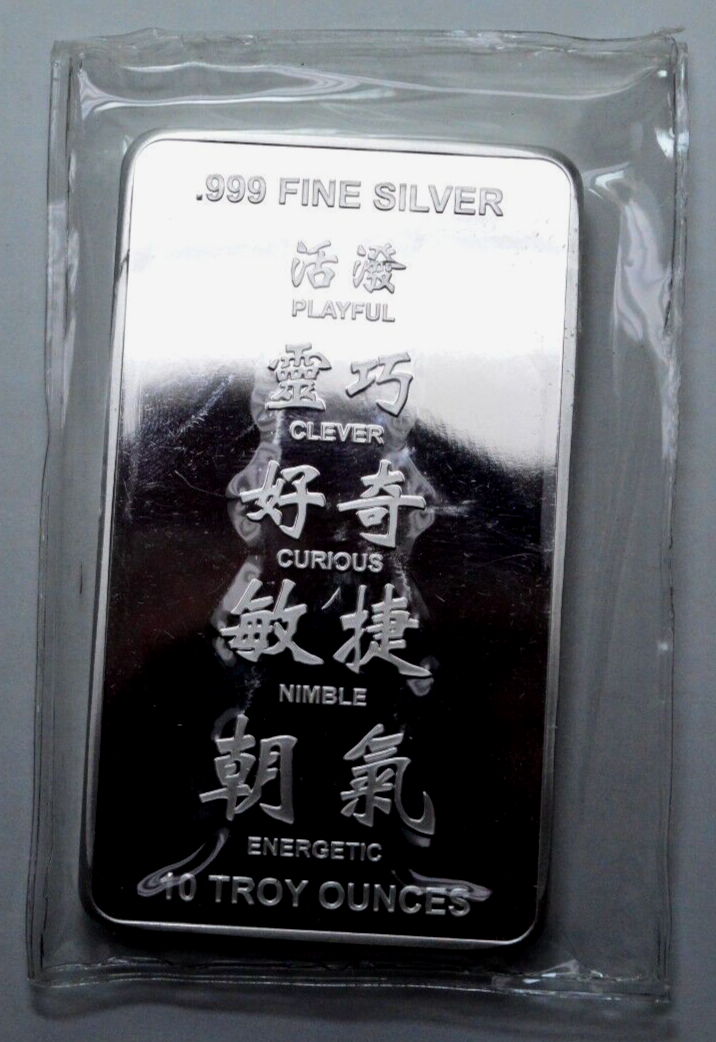 .999 FINE SILVER
活潑
PLAYFUL
靈巧
CLEVER
好奇
CURIOUS
敏捷
NIMBLE
朝氣
ENERGETIC
10 TROY OUNCES